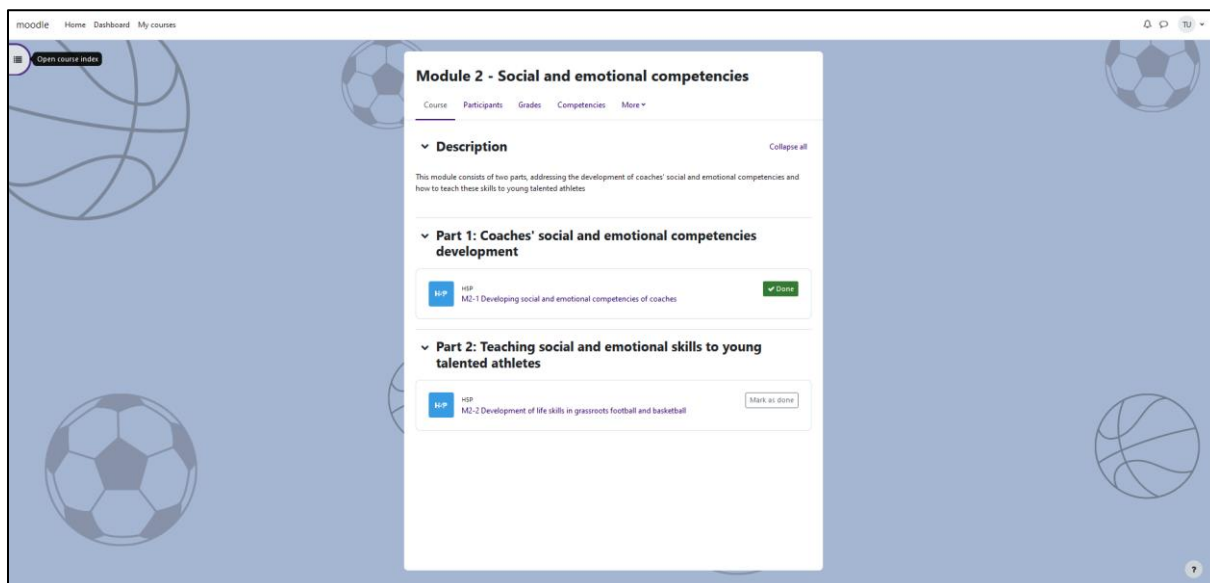 moodle Home Dashboard My courses TU
Open course index
Module 2 - Social and emotional competencies
Course Participants Grades Competencies More
Description Collapse all
This module consists of two parts, addressing the development of coaches' social and emotional competencies and
how to teach these skills to young talented athletes
Part 1: Coaches' social and emotional competencies
development
H5P
H-P M2-1 Developing social and emotional competencies of coaches Done
Part 2: Teaching social and emotional skills to young
talented athletes
H5P
H-P M2-2 Development of life skills in grassroots football and basketball Mark as done
?